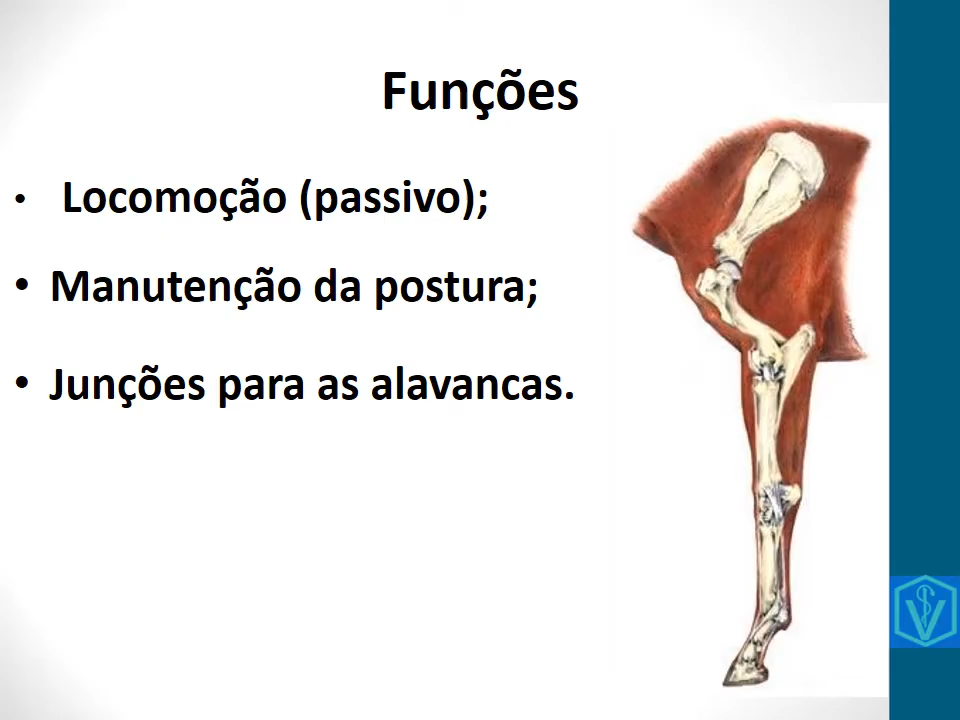 Funções
• Locomoção (passivo);
• Manutenção da postura;
• Junções para as alavancas.
V